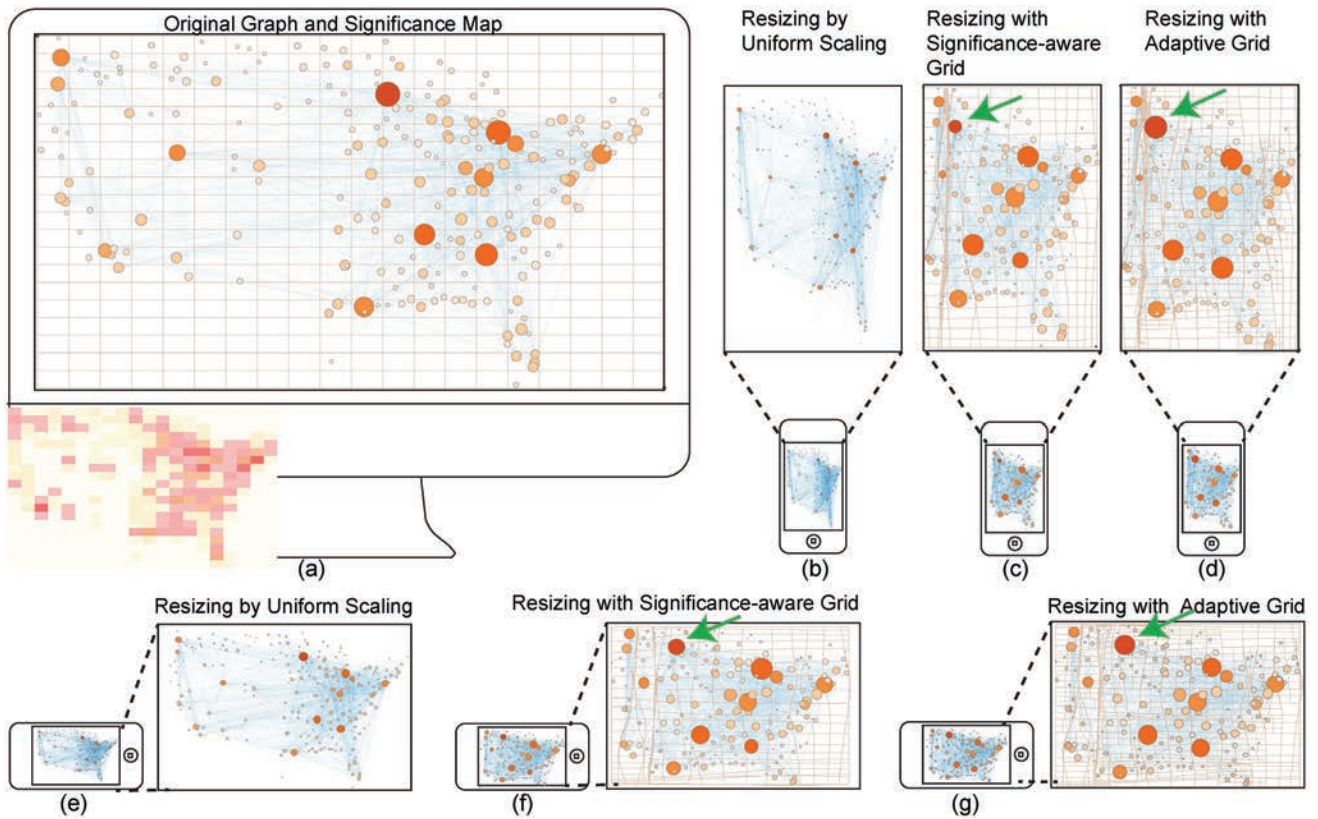 Original Graph and Significance Map
Resizing by
Uniform Scaling
Resizing with
Significance-aware
Grid
Resizing with
Adaptive Grid
(a)
(b)
(c)
(d)
Resizing by Uniform Scaling
Resizing with Significance-aware Grid
Resizing with Adaptive Grid
(e)
(f)
(g)